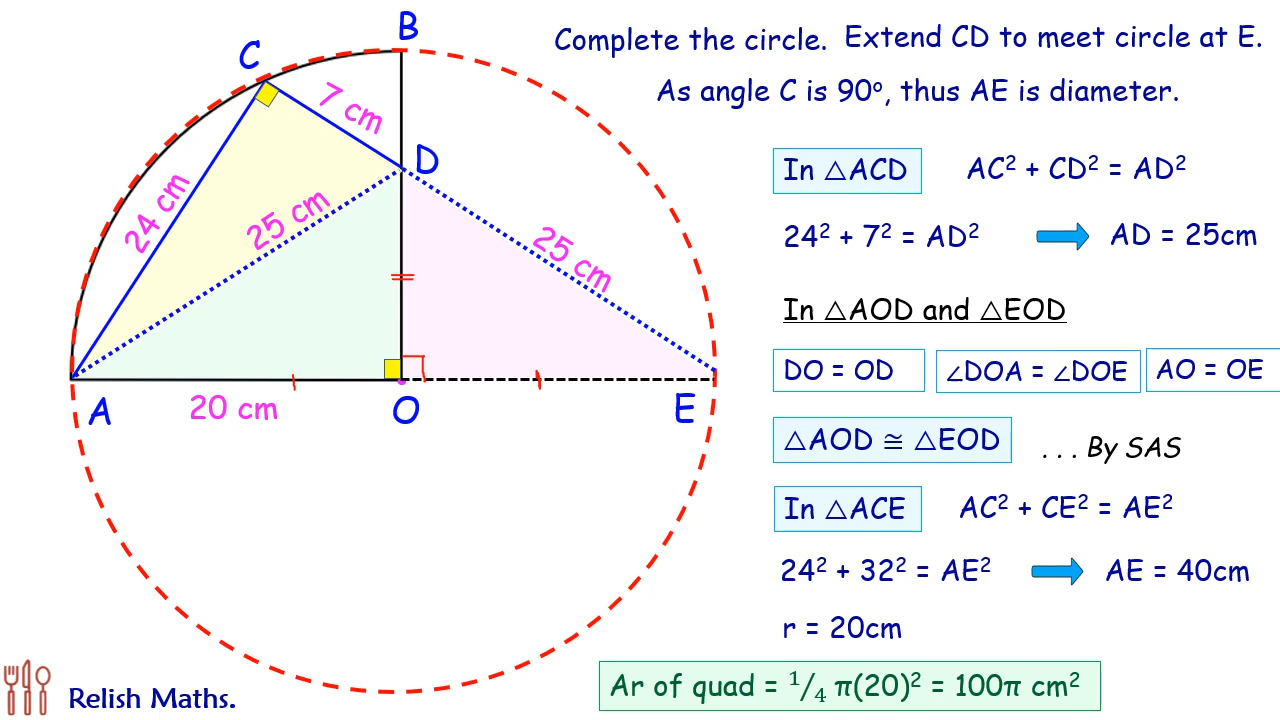 B
C
7 cm
D
24 cm
25 cm
25 cm
A
20 cm
O
E
Complete the circle. Extend CD to meet circle at E.
As angle C is 90°, thus AE is diameter.
In △ACD AC² + CD² = AD²
24² + 7² = AD² AD = 25cm
In △AOD and △EOD
DO = OD ∠DOA = ∠DOE AO = OE
△AOD ≅ △EOD . . . By SAS
In △ACE AC² + CE² = AE²
24² + 32² = AE² AE = 40cm
r = 20cm
Ar of quad = ¹/₄ π(20)² = 100π cm²
Relish Maths.